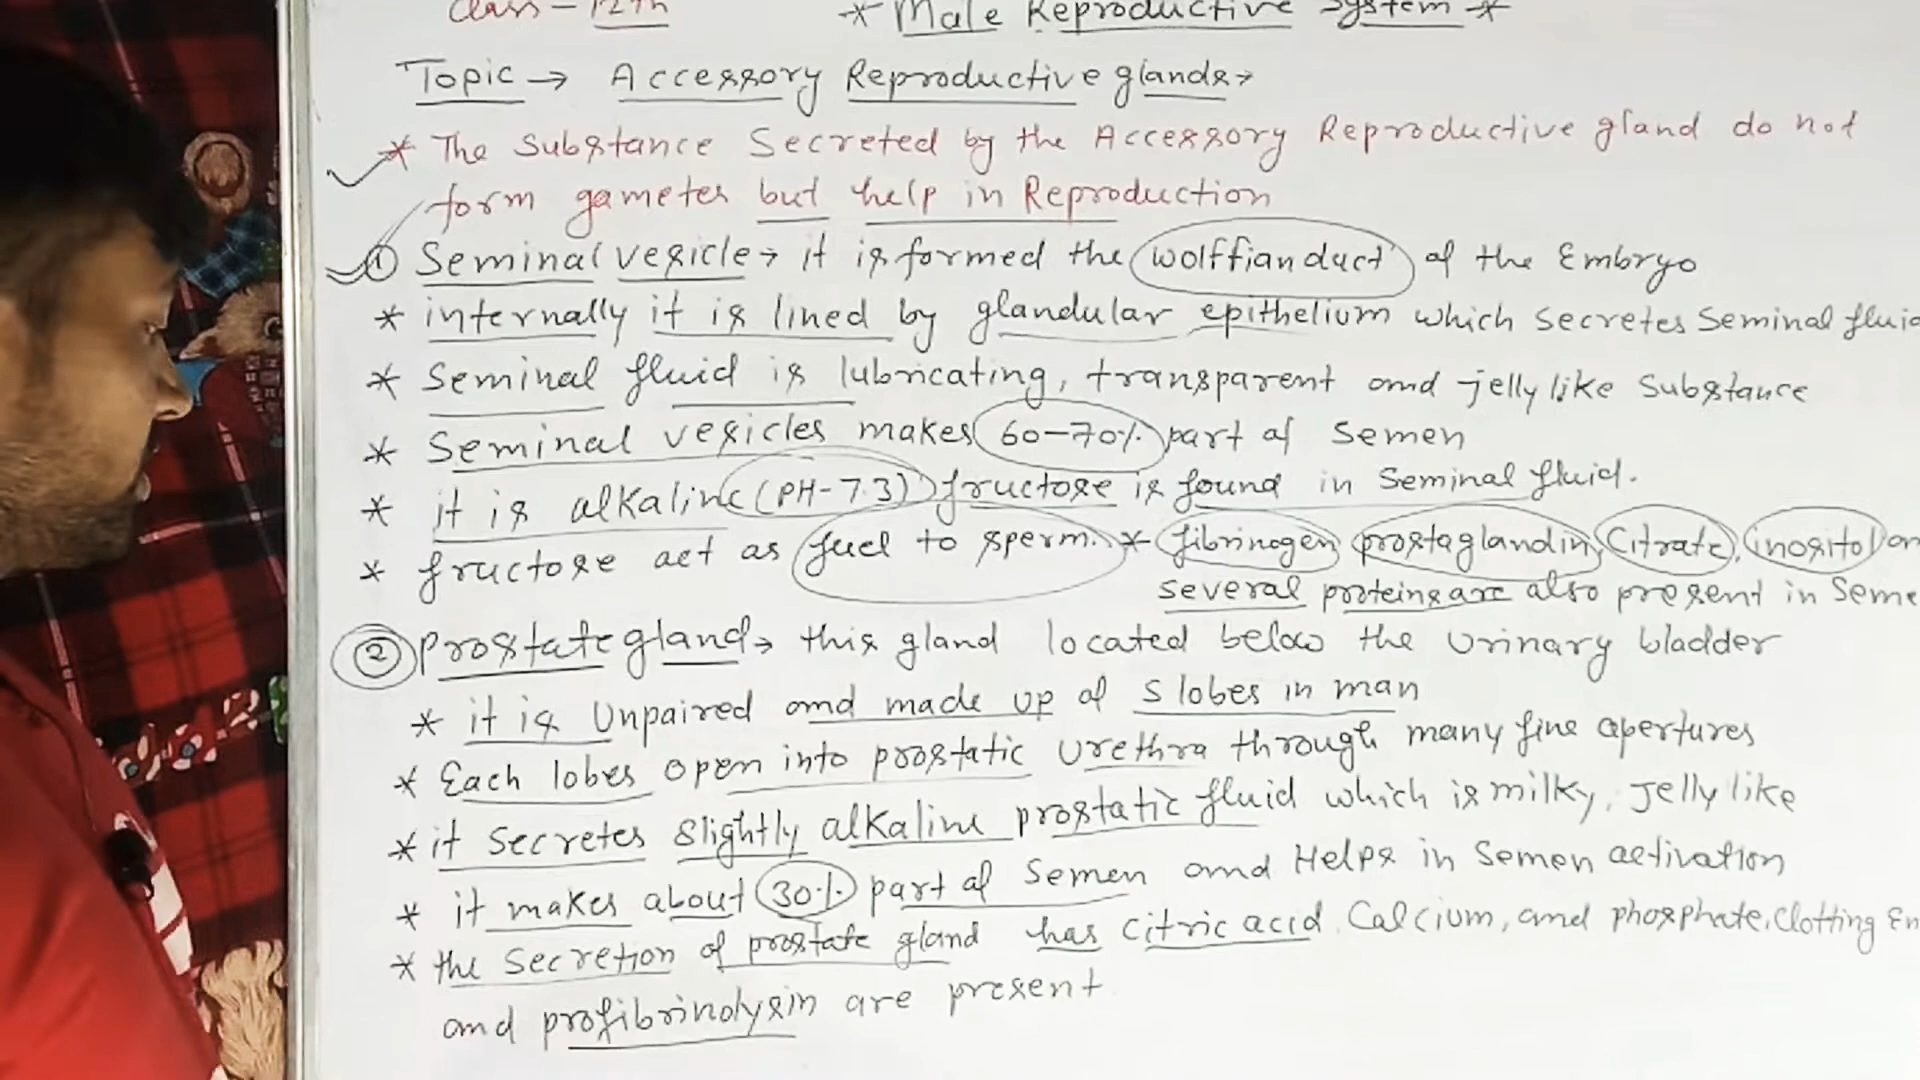 Class - 12th * Male Reproductive System *
Topic → Accessory Reproductive glands→
* The Substance Secreted by the Accessory Reproductive gland do not
form gametes but help in Reproduction
① Seminal vesicle → it is formed the wolffian duct of the Embryo
* internally it is lined by glandular epithelium which secretes Seminal fluid
* Seminal fluid is lubricating, transparent and jelly like Substance
* Seminal vesicles makes 60-70% part of Semen
* it is alkaline (PH-7.3) fructose is found in Seminal fluid.
* fructose act as fuel to sperm. * fibrinogen, prostaglandin, Citrate, inositol an
several proteins are also present in Seme
② Prostate gland → this gland located below the urinary bladder
* it is Unpaired and made up of 5 lobes in man
* Each lobes open into prostatic urethra through many fine apertures
* it secretes slightly alkaline prostatic fluid which is milky, Jelly like
* it makes about 30% part of Semen and Helps in Semen activation
* the Secretion of prostate gland has citric acid. Calcium, and phosphate, Clotting En
and profibrinolysin are present